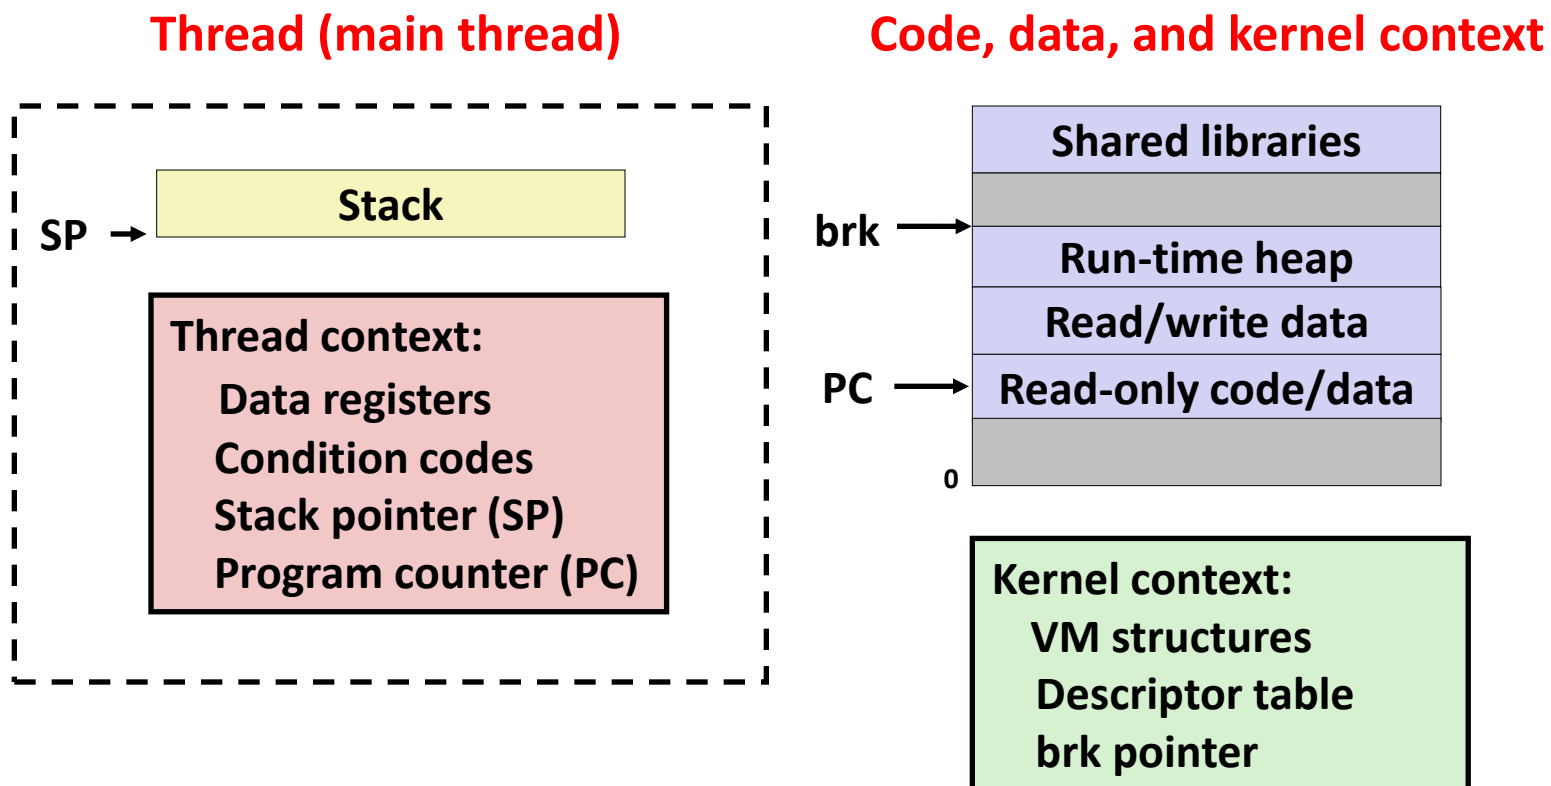 Thread (main thread)
Stack
SP
Thread context:
Data registers
Condition codes
Stack pointer (SP)
Program counter (PC)
Code, data, and kernel context
Shared libraries
brk
Run-time heap
Read/write data
PC
Read-only code/data
0
Kernel context:
VM structures
Descriptor table
brk pointer